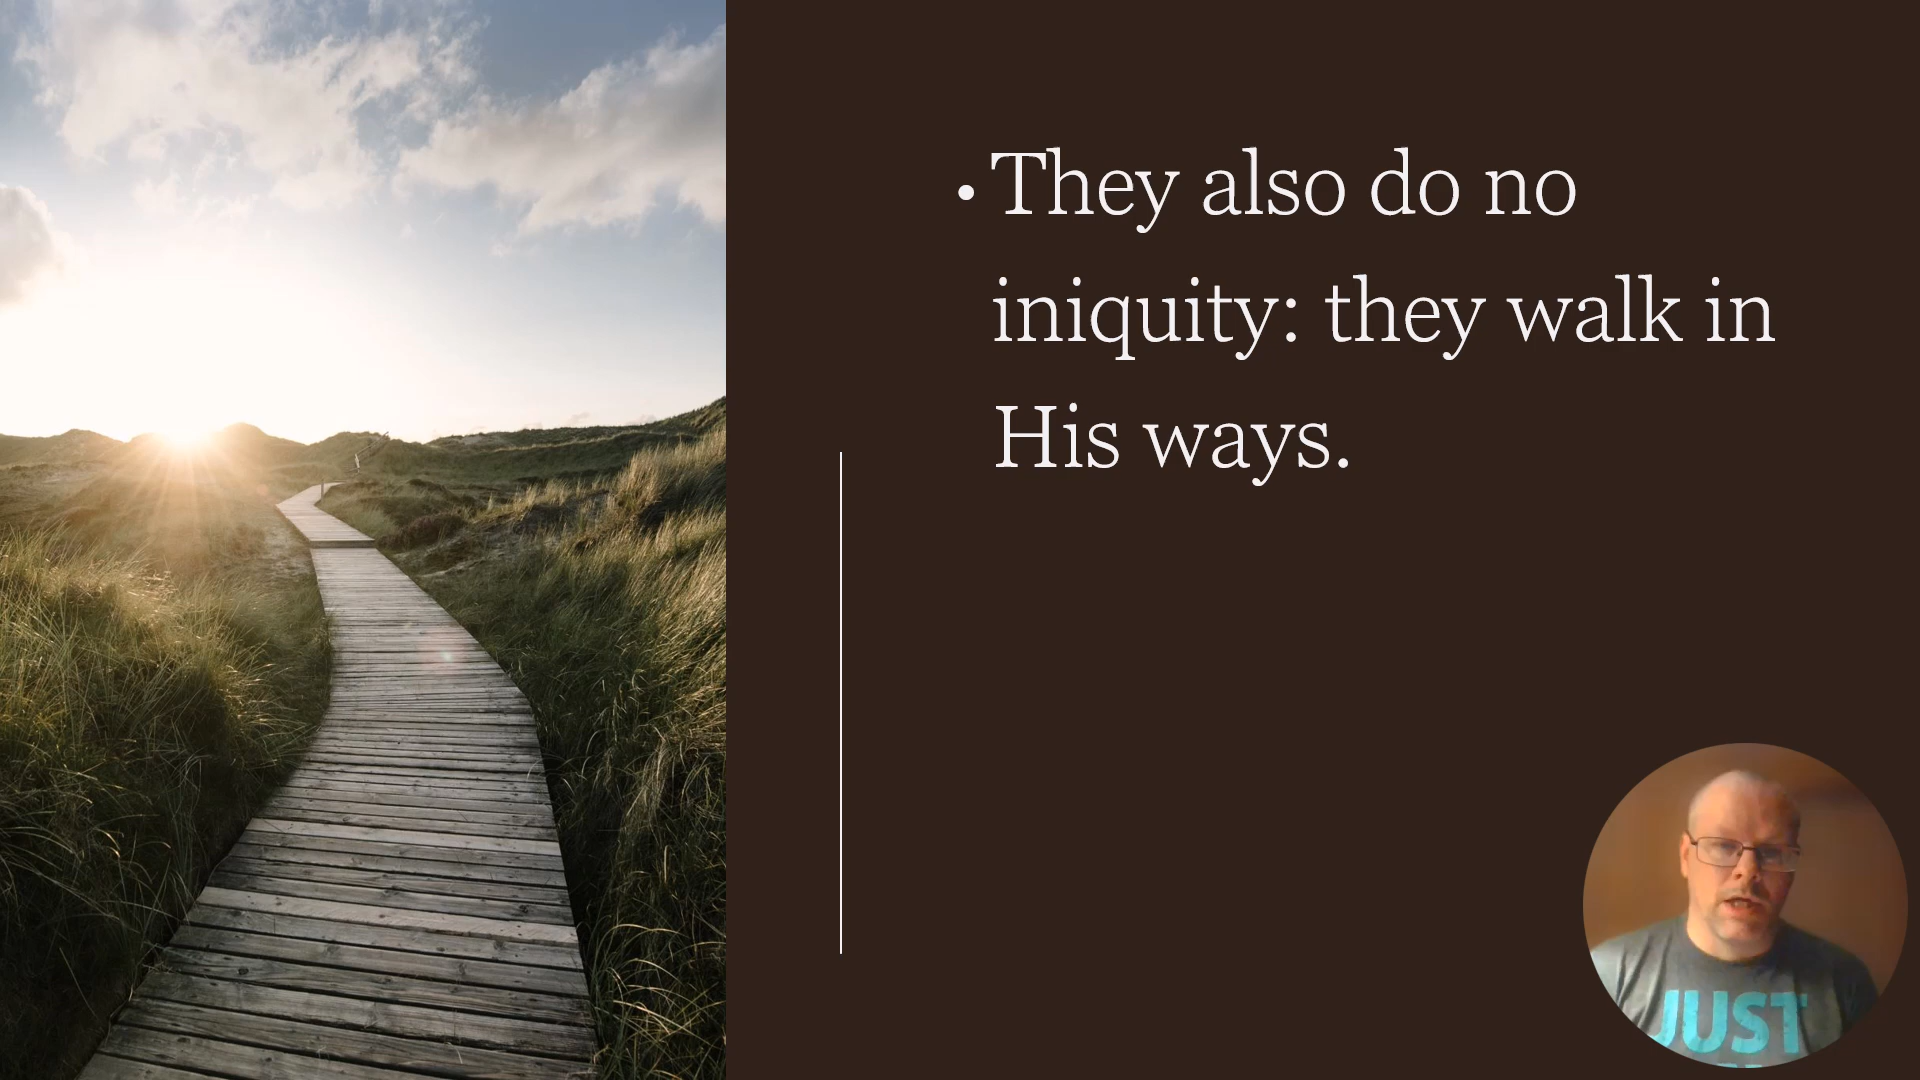 • They also do no
iniquity: they walk in
His ways.
JUST